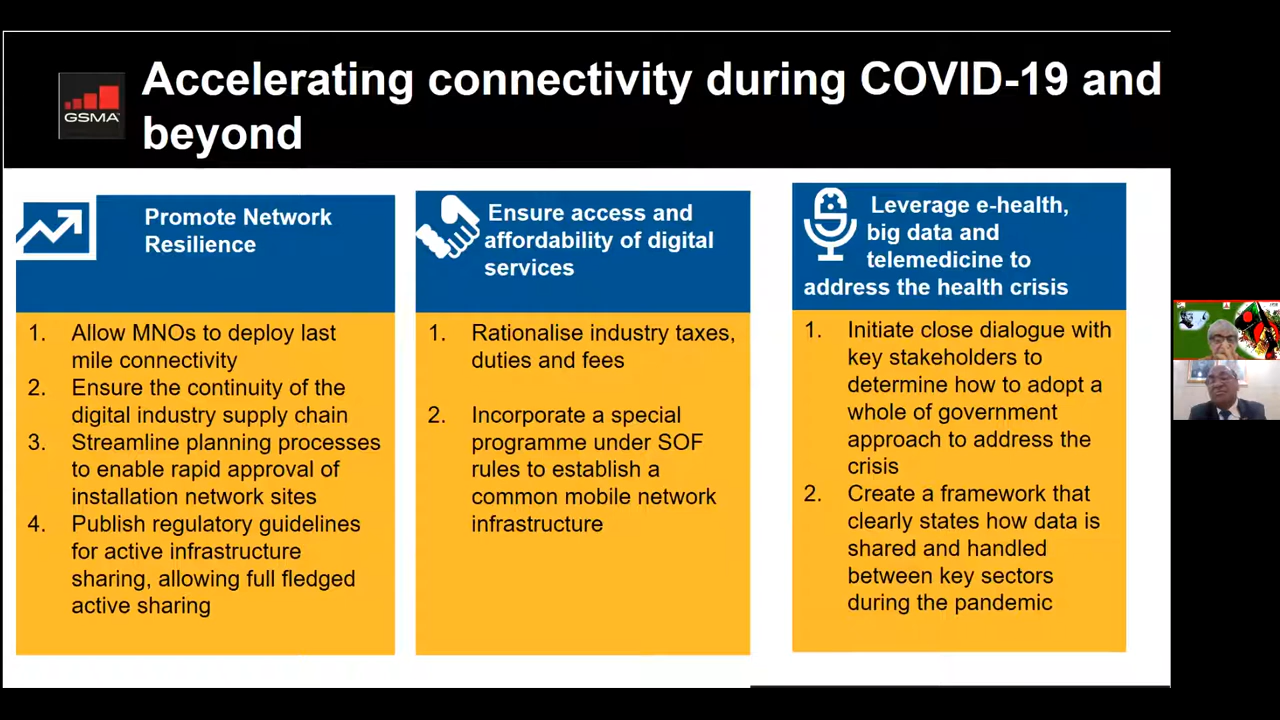 Accelerating connectivity during COVID-19 and
beyond
GSMA
Promote Network
Resilience
1. Allow MNOs to deploy last
mile connectivity
2. Ensure the continuity of the
digital industry supply chain
3. Streamline planning processes
to enable rapid approval of
installation network sites
4. Publish regulatory guidelines
for active infrastructure
sharing, allowing full fledged
active sharing
Ensure access and
affordability of digital
services
1. Rationalise industry taxes,
duties and fees
2. Incorporate a special
programme under SOF
rules to establish a
common mobile network
infrastructure
Leverage e-health,
big data and
telemedicine to
address the health crisis
1. Initiate close dialogue with
key stakeholders to
determine how to adopt a
whole of government
approach to address the
crisis
2. Create a framework that
clearly states how data is
shared and handled
between key sectors
during the pandemic